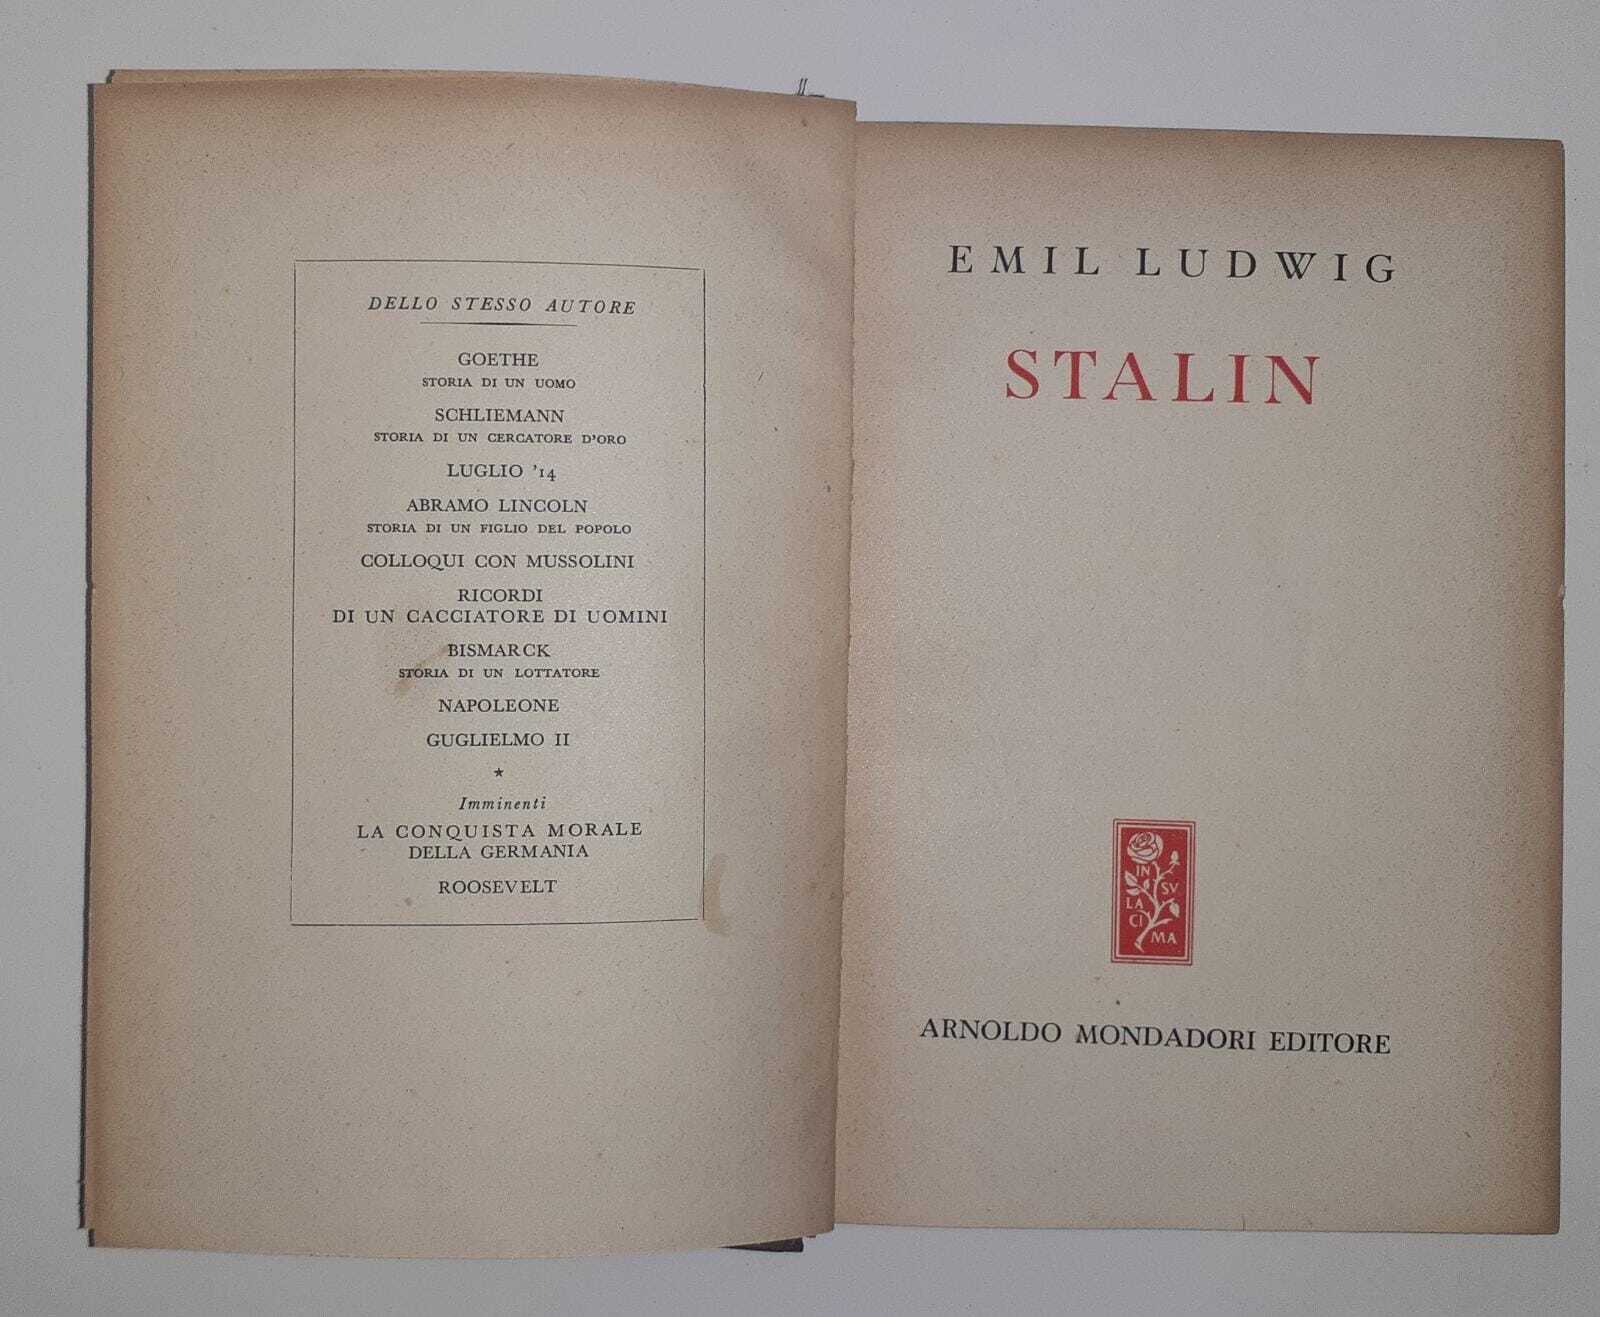 DELLO STESSO AUTORE
GOETHE
STORIA DI UN UOMO
SCHLIEMANN
STORIA DI UN CERCATORE D'ORO
LUGLIO '14
ABRAMO LINCOLN
STORIA DI UN FIGLIO DEL POPOLO
COLLOQUI CON MUSSOLINI
RICORDI
DI UN CACCIATORE DI UOMINI
BISMARCK
STORIA DI UN LOTTATORE
NAPOLEONE
GUGLIELMO II
★
Imminenti
LA CONQUISTA MORALE
DELLA GERMANIA
ROOSEVELT
EMIL LUDWIG
STALIN
IN
SV
LA
CI
MA
ARNOLDO MONDADORI EDITORE